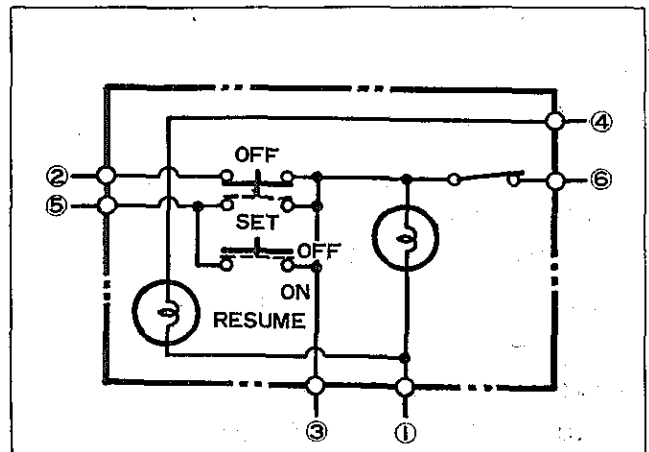 OFF
④
②
⑥
⑤
SET
OFF
ON
RESUME
③
①